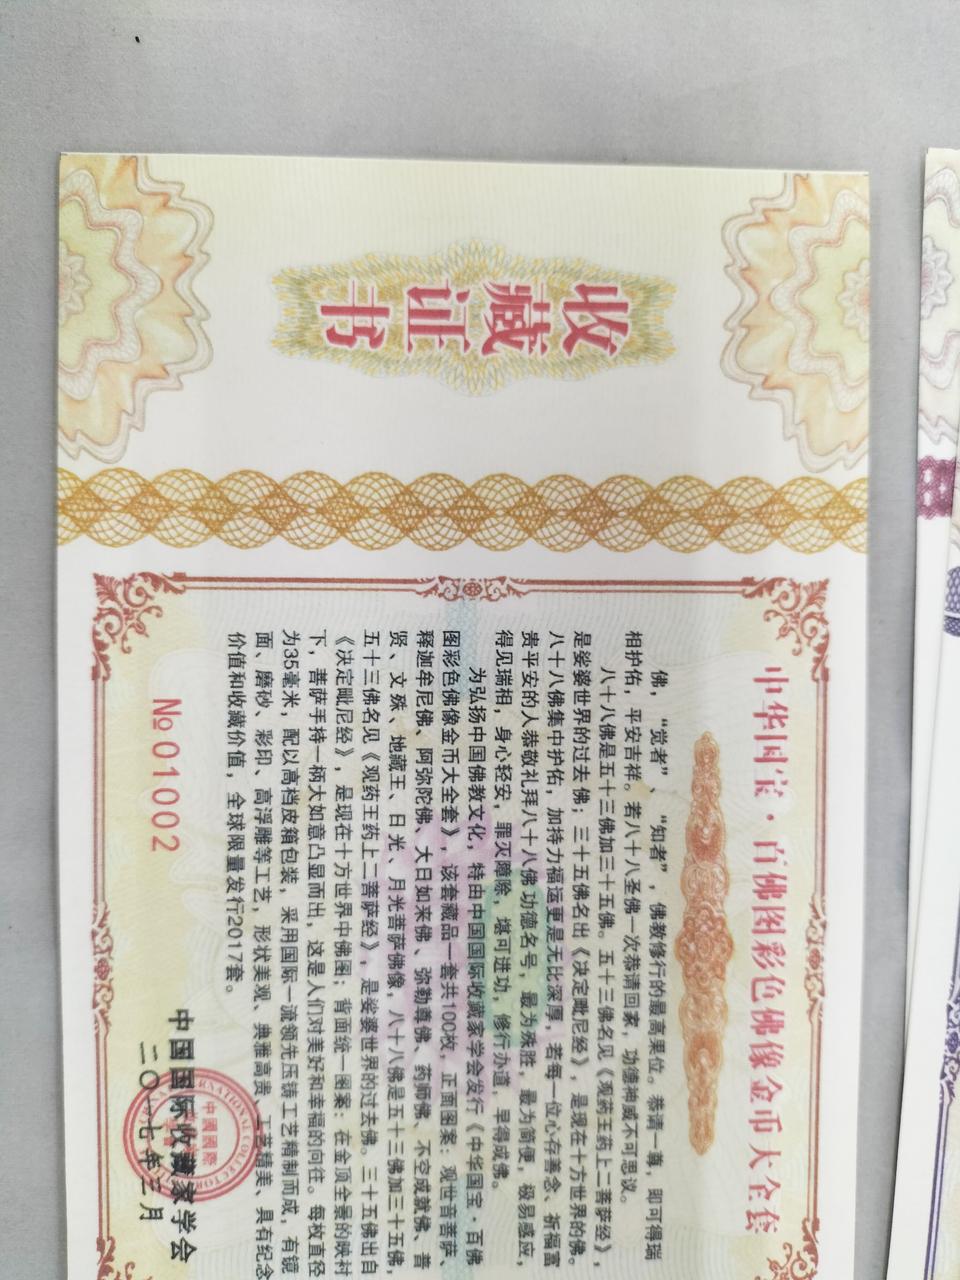 收藏证书
中华国宝·百佛图彩色佛像金币大全套
佛，“觉者”、“知者”，佛教修行的最高果位。恭请一尊，即可得瑞
相护佑，平安吉祥。若八十八圣佛一次恭请回家，功德神威不可思议。
八十八佛是五十三佛加三十五佛。五十三佛名见《观药王药上二菩萨经》，
是娑婆世界的过去佛；三十五佛名出《决定毗尼经》，是现在十方世界的佛。
八十八佛集中护佑，加持力福运更是无比深厚，若每一位心存善念、祈福富
贵平安的人恭敬礼拜八十八佛功德名号，最为殊胜，最为简便，极易感应，
得见瑞相，身心轻安，罪灭障除，堪可进功，修行办道，早得成佛。
为弘扬中国佛教文化，特由中国国际收藏家学会发行《中华国宝·百佛
图彩色佛像金币大全套》，该套藏品一套共100枚，正面图案：观世音菩萨、
释迦牟尼佛、阿弥陀佛、大日如来佛、弥勒尊佛、药师佛、不空成就佛、普
贤、文殊、地藏王、日光、月光菩萨佛像，八十八佛是五十三佛加三十五佛，
五十三佛名见《观药王药上二菩萨经》，是娑婆世界的过去佛。三十五佛出自
《决定毗尼经》，是现在十方世界中佛图；背面统一图案：在金顶全景的映衬
下，菩萨手持一柄大如意凸显而出，这是人们对美好和幸福的向往。每枚直径
为35毫米，配以高档皮箱包装，采用国际一流领先压铸工艺精制而成，有镜
面、磨砂、彩印、高浮雕等工艺，形状美观、典雅高贵、工艺精美、具有纪念
价值和收藏价值，全球限量发行2017套。
№010002
中国国际收藏家学会
二〇一七年三月
中國國際